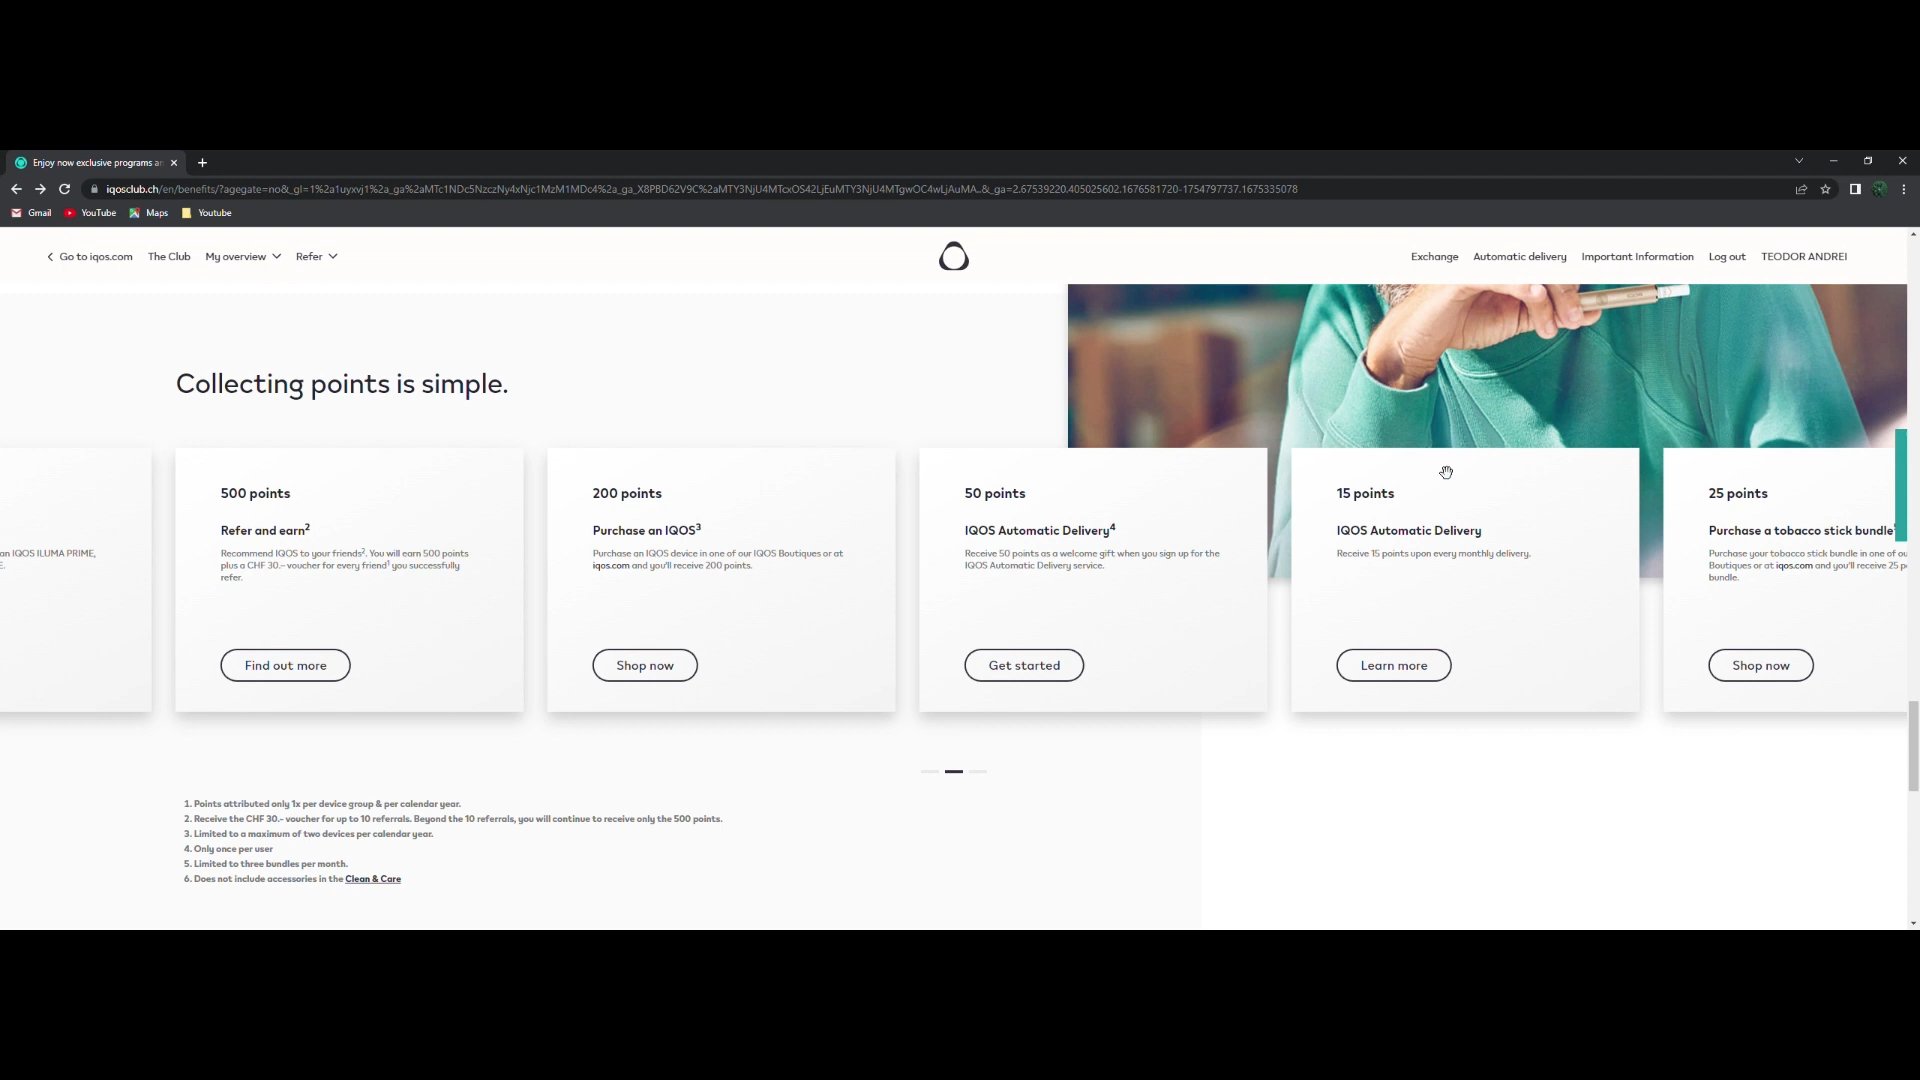 Enjoy now exclusive programs an
iqosclub.ch/en/benefits/?agegate=no&_gl=1%2a1uyxvj1%2a_ga%2aMTc1NDc5NzczNy4xNjc1MzM1MDc4%2a_ga_X8PBD62V9C%2aMTY3NjU4MTcxOS42LjEuMTY3NjU4MTgwOC4wLjAuMA..&_ga=2.67539220.405025602.1676581720-1754797737.1675335078
Gmail YouTube Maps Youtube
Go to iqos.com The Club My overview Refer Exchange Automatic delivery Important Information Log out TEODOR ANDREI
Collecting points is simple.
an IQOS ILUMA PRIME,
E.
500 points
Refer and earn2
Recommend IQOS to your friends2. You will earn 500 points
plus a CHF 30.- voucher for every friend1 you successfully
refer.
Find out more
200 points
Purchase an IQOS3
Purchase an IQOS device in one of our IQOS Boutiques or at
iqos.com and you'll receive 200 points.
Shop now
50 points
IQOS Automatic Delivery4
Receive 50 points as a welcome gift when you sign up for the
IQOS Automatic Delivery service.
Get started
15 points
IQOS Automatic Delivery
Receive 15 points upon every monthly delivery.
Learn more
25 points
Purchase a tobacco stick bundle
Purchase your tobacco stick bundle in one of ou
Boutiques or at iqos.com and you'll receive 25 p
bundle.
Shop now
1. Points attributed only 1x per device group & per calendar year.
2. Receive the CHF 30.- voucher for up to 10 referrals. Beyond the 10 referrals, you will continue to receive only the 500 points.
3. Limited to a maximum of two devices per calendar year.
4. Only once per user
5. Limited to three bundles per month.
6. Does not include accessories in the Clean & Care